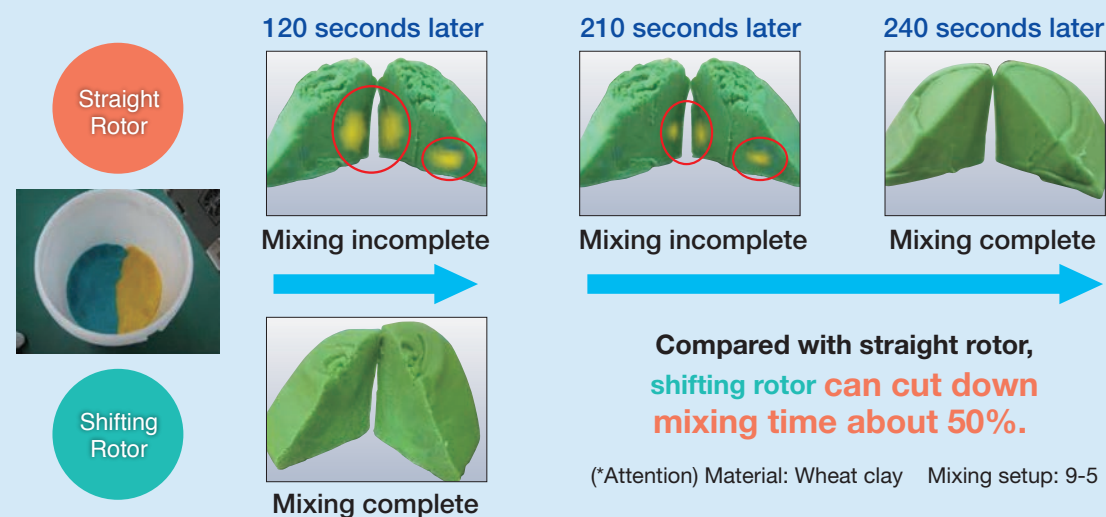 120 seconds later
210 seconds later
240 seconds later
Straight
Rotor
Mixing incomplete
Mixing incomplete
Mixing complete
Shifting
Rotor
Mixing complete
Compared with straight rotor,
shifting rotor can cut down
mixing time about 50%.
(*Attention) Material: Wheat clay Mixing setup: 9-5